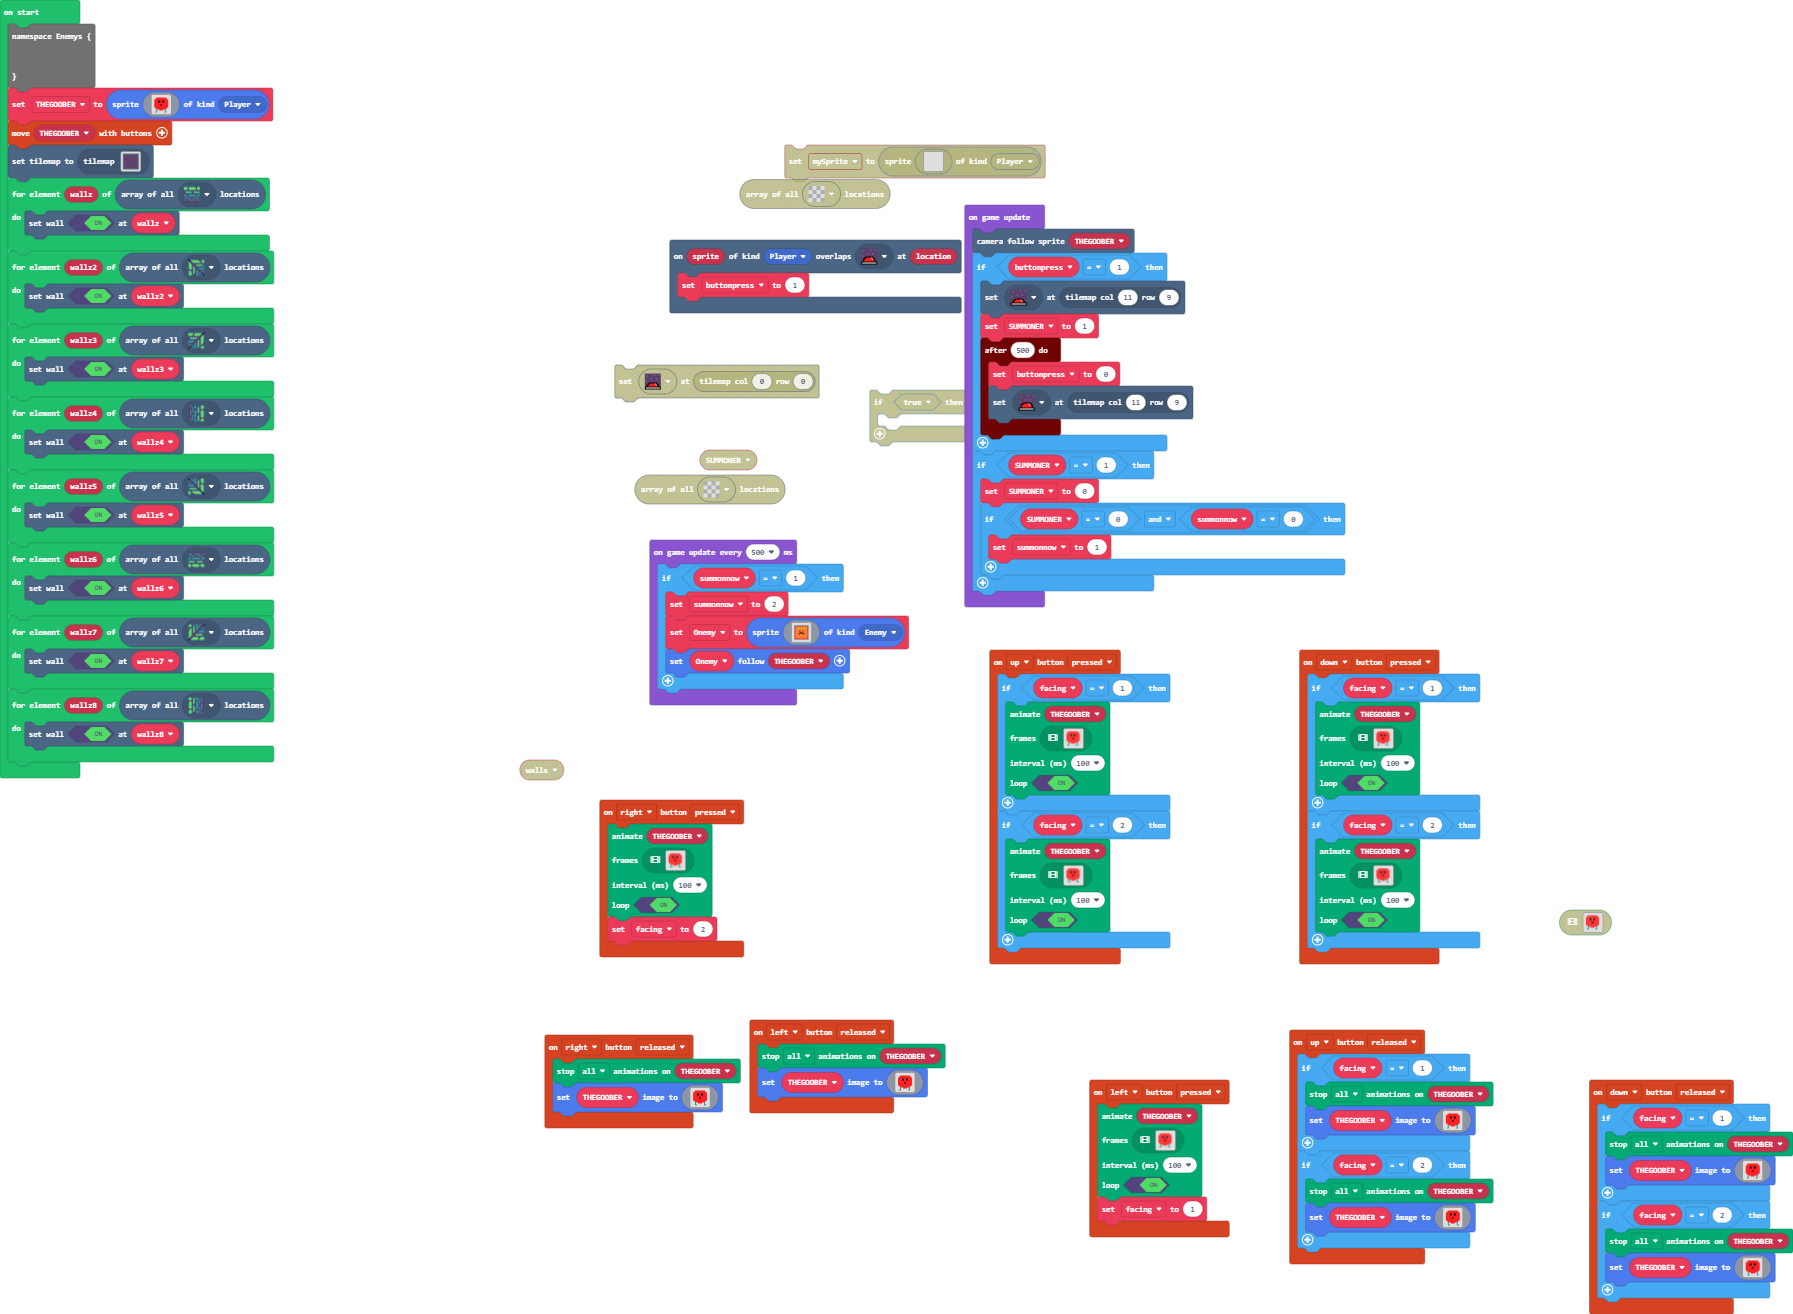 on start
namespace Enemys {
}
set THEGOOBER to sprite of kind Player
move THEGOOBER with buttons
set tilemap to tilemap
for element wallz of array of all locations
do set wall ON at wallz
for element wallz2 of array of all locations
do set wall ON at wallz2
for element wallz3 of array of all locations
do set wall ON at wallz3
for element wallz4 of array of all locations
do set wall ON at wallz4
for element wallz5 of array of all locations
do set wall ON at wallz5
for element wallz6 of array of all locations
do set wall ON at wallz6
for element wallz7 of array of all locations
do set wall ON at wallz7
for element wallz8 of array of all locations
do set wall ON at wallz8
set mySprite to sprite of kind Player
array of all locations
on sprite of kind Player overlaps at location
set buttonpress to 1
set at tilemap col 0 row 0
if true then
SUMMONER
array of all locations
on game update
camera follow sprite THEGOOBER
if buttonpress = 1 then
set at tilemap col 11 row 9
set SUMMONER to 1
after 500 do
set buttonpress to 0
set at tilemap col 11 row 9
if SUMMONER = 1 then
set SUMMONER to 0
if SUMMONER = 0 and summonnow = 0 then
set summonnow to 1
on game update every 500 ms
if summonnow = 1 then
set summonnow to 2
set Onemy to sprite of kind Enemy
set Onemy follow THEGOOBER
walls
on right button pressed
animate THEGOOBER
frames
interval (ms) 100
loop ON
set facing to 2
on up button pressed
if facing = 1 then
animate THEGOOBER
frames
interval (ms) 100
loop ON
if facing = 2 then
animate THEGOOBER
frames
interval (ms) 100
loop ON
on down button pressed
if facing = 1 then
animate THEGOOBER
frames
interval (ms) 100
loop ON
if facing = 2 then
animate THEGOOBER
frames
interval (ms) 100
loop ON
on right button released
stop all animations on THEGOOBER
set THEGOOBER image to
on left button released
stop all animations on THEGOOBER
set THEGOOBER image to
on left button pressed
animate THEGOOBER
frames
interval (ms) 100
loop ON
set facing to 1
on up button released
if facing = 1 then
stop all animations on THEGOOBER
set THEGOOBER image to
if facing = 2 then
stop all animations on THEGOOBER
set THEGOOBER image to
on down button released
if facing = 1 then
stop all animations on THEGOOBER
set THEGOOBER image to
if facing = 2 then
stop all animations on THEGOOBER
set THEGOOBER image to